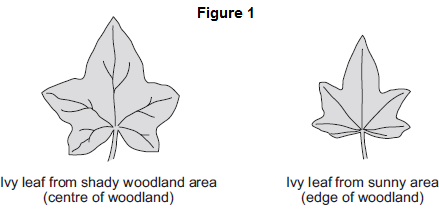 Figure 1
Ivy leaf from shady woodland area
(centre of woodland)
Ivy leaf from sunny area
(edge of woodland)